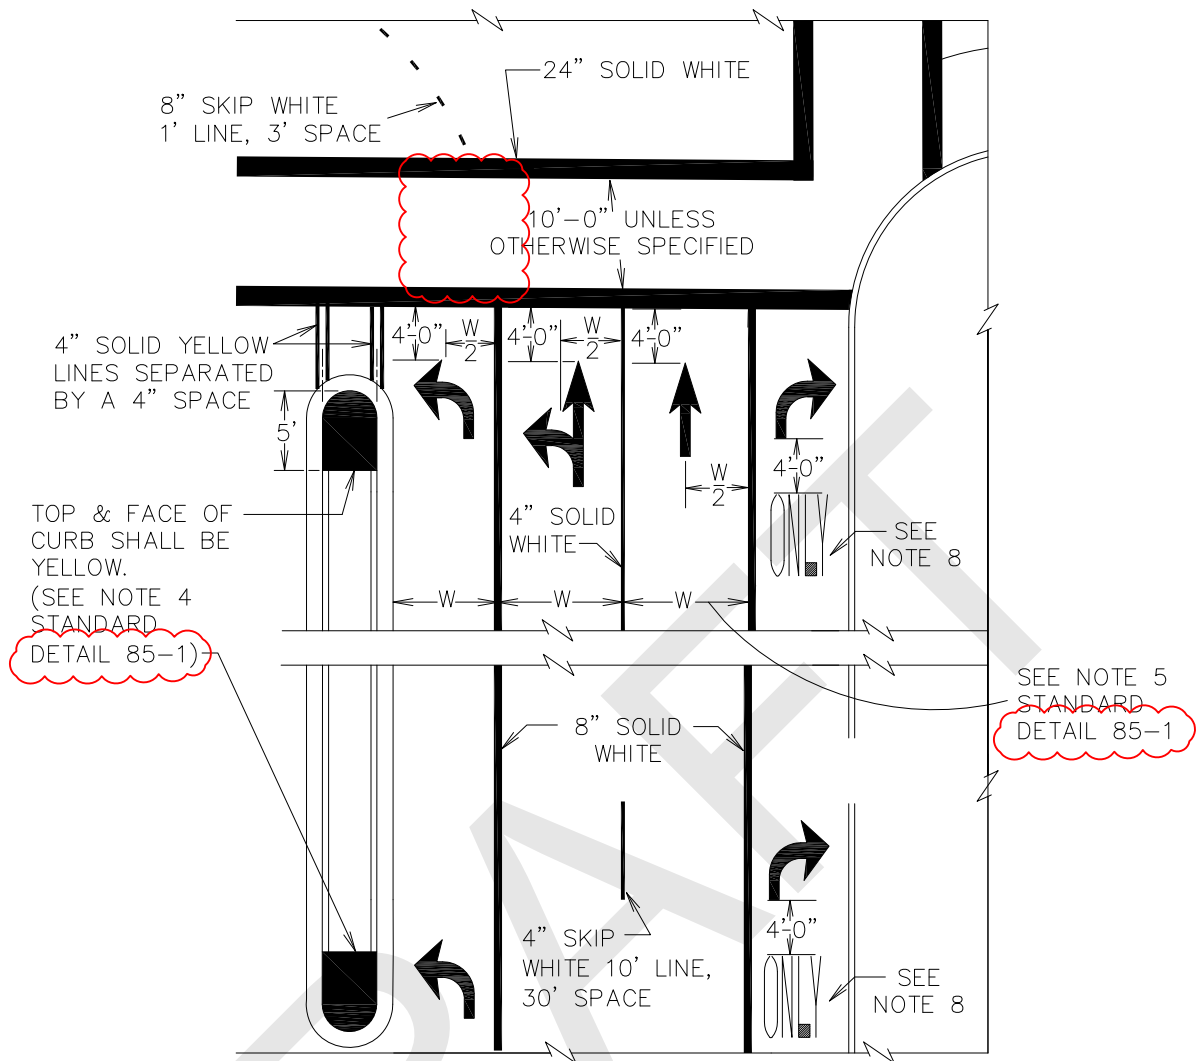 24” SOLID WHITE
8” SKIP WHITE
1’ LINE, 3’ SPACE
10’-0” UNLESS
OTHERWISE SPECIFIED
4” SOLID YELLOW
LINES SEPARATED
BY A 4” SPACE
4’-0”
W
2
4’-0”
W
2
4’-0”
5’
W
2
4’-0”
TOP & FACE OF
CURB SHALL BE
YELLOW.
(SEE NOTE 4
STANDARD
DETAIL 85-1)
4” SOLID
WHITE
ONLY
SEE
NOTE 8
W
W
W
SEE NOTE 5
STANDARD
DETAIL 85-1
8” SOLID
WHITE
4’-0”
4” SKIP
WHITE 10’ LINE,
30’ SPACE
ONLY
SEE
NOTE 8
DRAFT